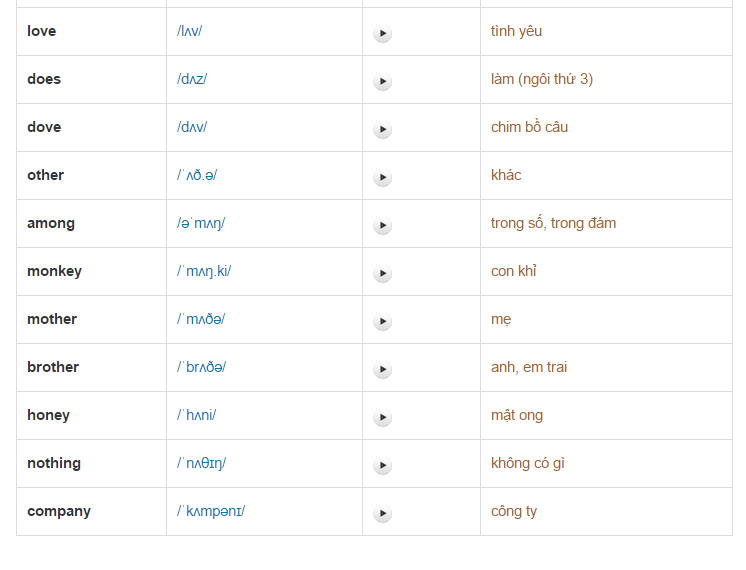 love /lʌv/ tình yêu
does /dʌz/ làm (ngôi thứ 3)
dove /dʌv/ chim bồ câu
other /ˈʌð.ə/ khác
among /əˈmʌŋ/ trong số, trong đám
monkey /ˈmʌŋ.ki/ con khỉ
mother /ˈmʌðə/ mẹ
brother /ˈbrʌðə/ anh, em trai
honey /ˈhʌni/ mật ong
nothing /ˈnʌθɪŋ/ không có gì
company /ˈkʌmpənɪ/ công ty